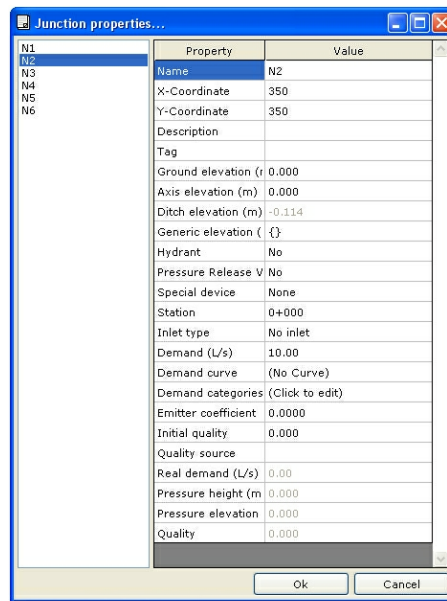 Junction properties...
N1
N2
N3
N4
N5
N6
Property Value
Name N2
X-Coordinate 350
Y-Coordinate 350
Description
Tag
Ground elevation (r 0.000
Axis elevation (m) 0.000
Ditch elevation (m) -0.114
Generic elevation ( {}
Hydrant No
Pressure Release V No
Special device None
Station 0+000
Inlet type No inlet
Demand (L/s) 10.00
Demand curve (No Curve)
Demand categories (Click to edit)
Emitter coefficient 0.0000
Initial quality 0.000
Quality source
Real demand (L/s) 0.00
Pressure height (m 0.000
Pressure elevation 0.000
Quality 0.000
Ok Cancel